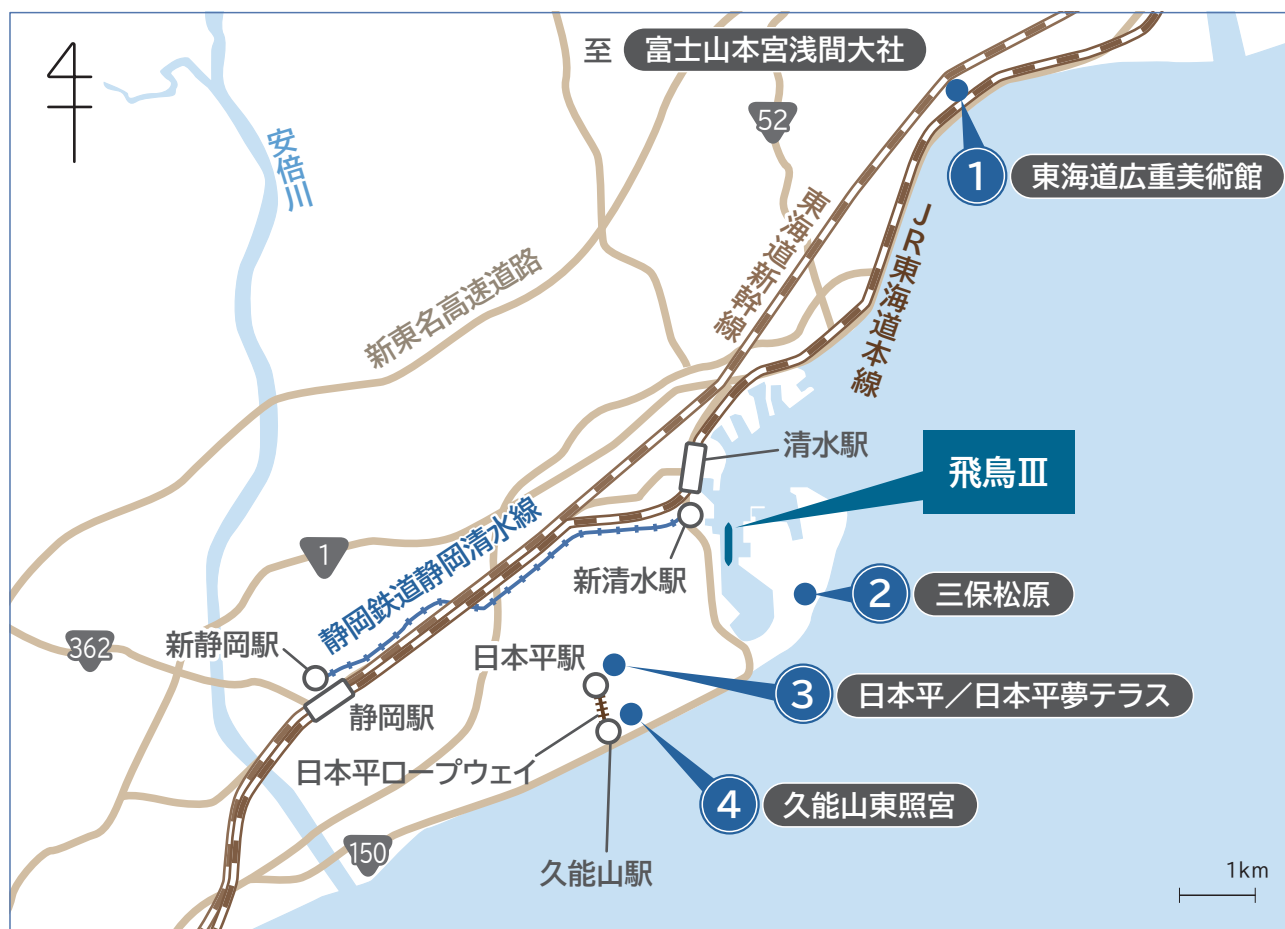 至 富士山本宮浅間大社
52
1 東海道広重美術館
安倍川
東海道新幹線
JR東海道本線
新東名高速道路
清水駅
飛鳥Ⅲ
1
静岡鉄道静岡清水線
新清水駅
2 三保松原
362
新静岡駅
日本平駅
3 日本平／日本平夢テラス
静岡駅
日本平ロープウェイ
4 久能山東照宮
150
久能山駅
1km